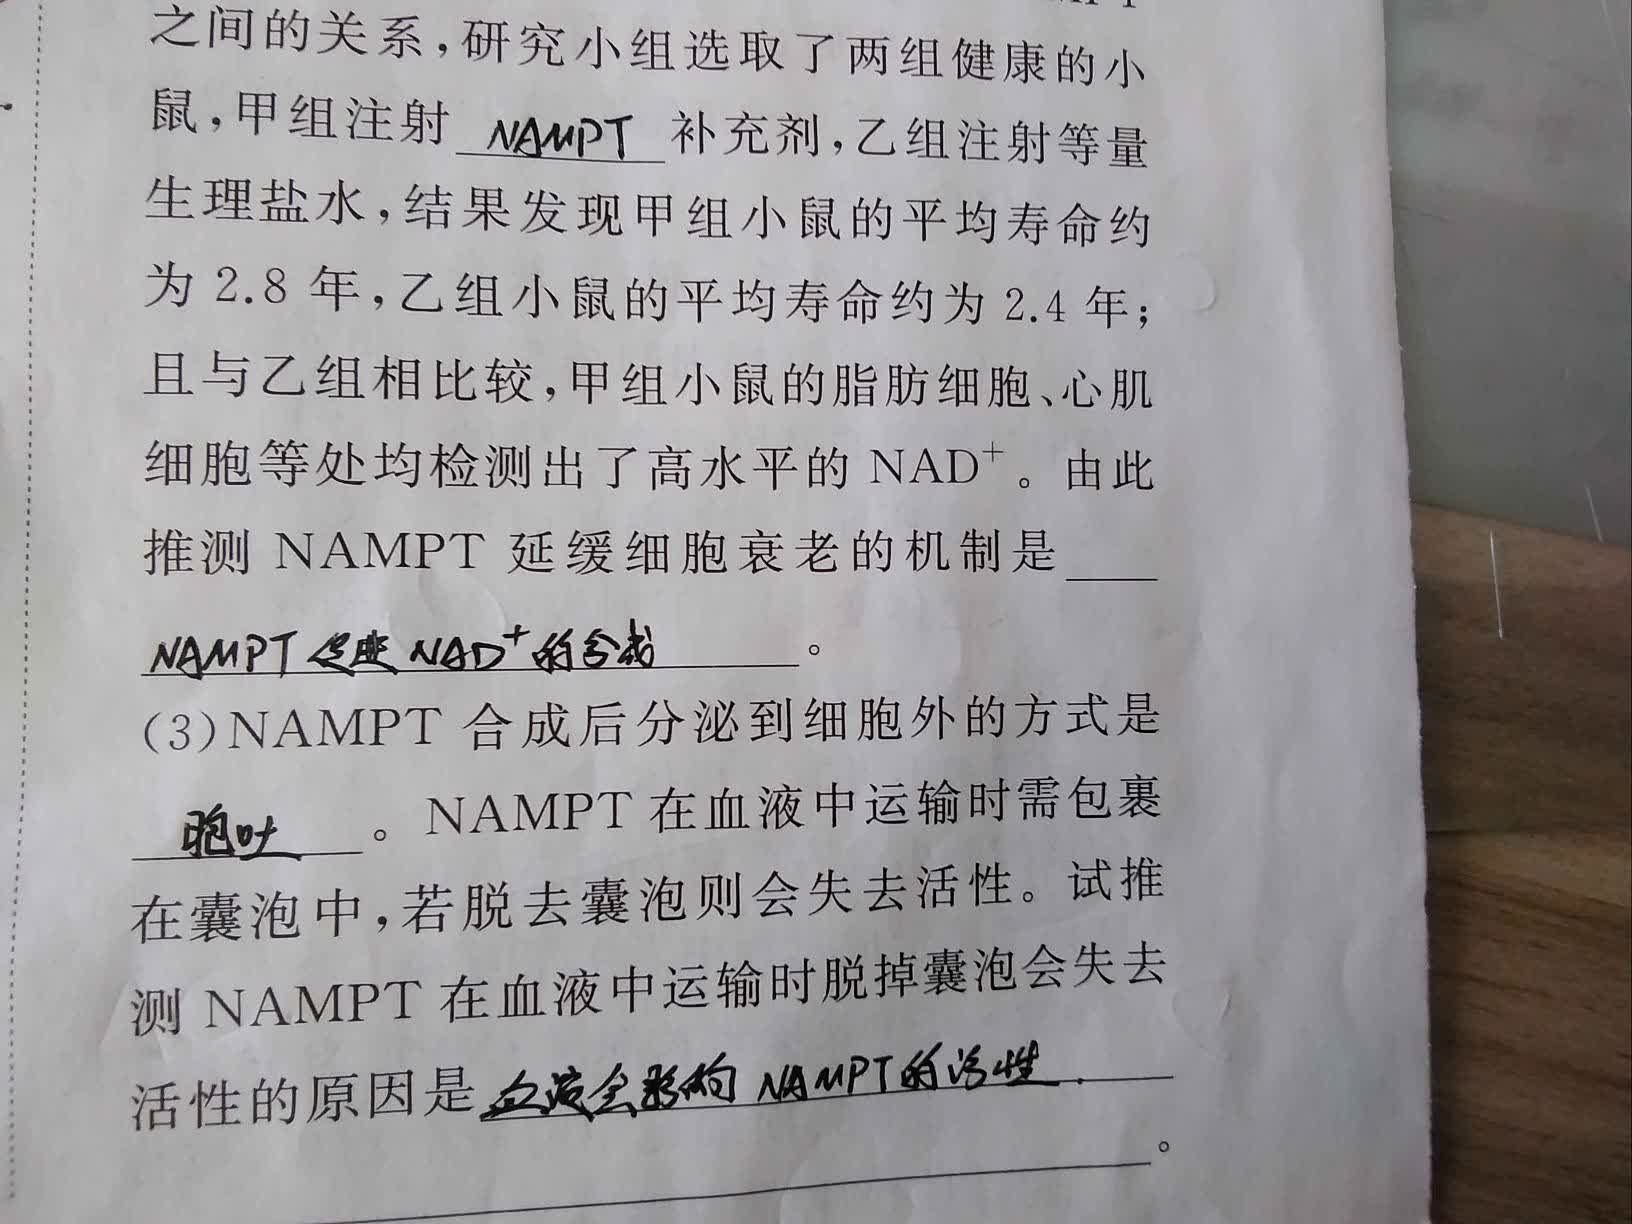 之间的关系,研究小组选取了两组健康的小
鼠,甲组注射 NAMPT 补充剂,乙组注射等量
生理盐水,结果发现甲组小鼠的平均寿命约
为 2.8 年,乙组小鼠的平均寿命约为 2.4 年;
且与乙组相比较,甲组小鼠的脂肪细胞、心肌
细胞等处均检测出了高水平的 NAD⁺。由此
推测 NAMPT 延缓细胞衰老的机制是
NAMPT 促进 NAD⁺的合成。
(3)NAMPT 合成后分泌到细胞外的方式是
胞吐。NAMPT 在血液中运输时需包裹
在囊泡中,若脱去囊泡则会失去活性。试推
测 NAMPT 在血液中运输时脱掉囊泡会失去
活性的原因是血液会影响 NAMPT的活性.
。